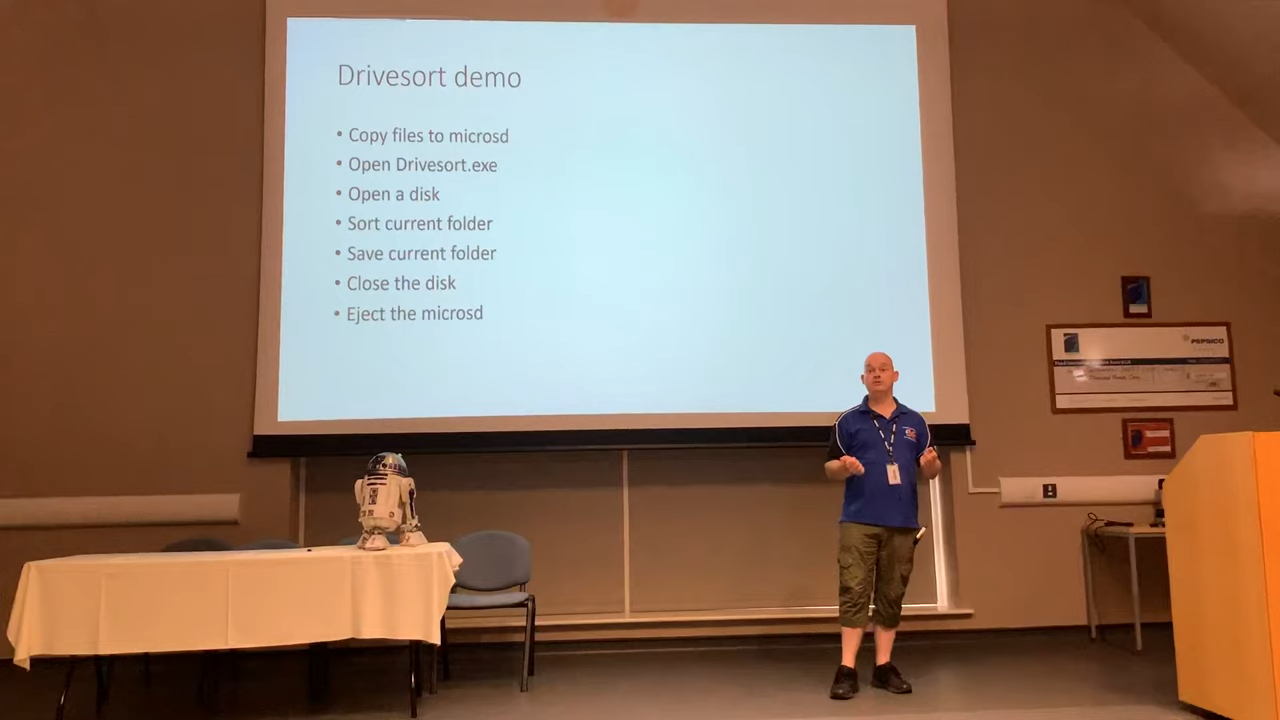 Drivesort demo
• Copy files to microsd
• Open Drivesort.exe
• Open a disk
• Sort current folder
• Save current folder
• Close the disk
• Eject the microsd
PEPSICO